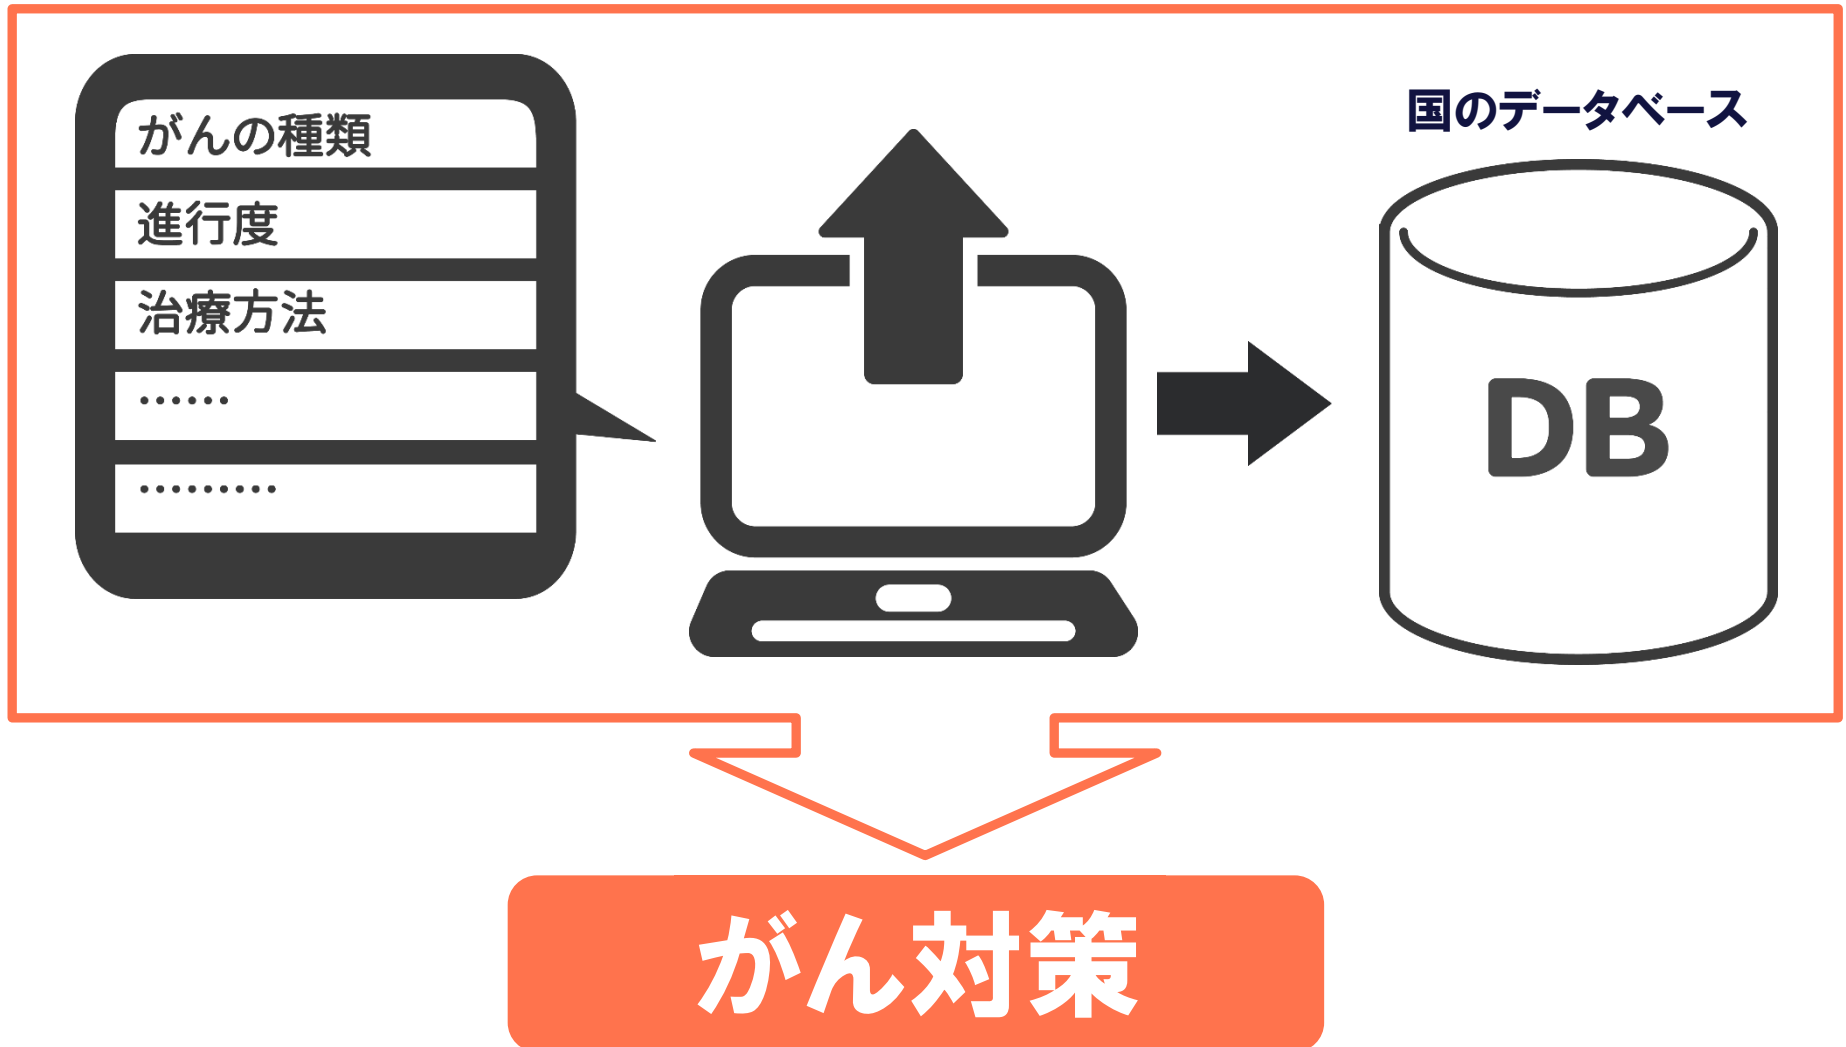 がんの種類
進行度
治療方法
……
………
国のデータベース
DB
がん対策